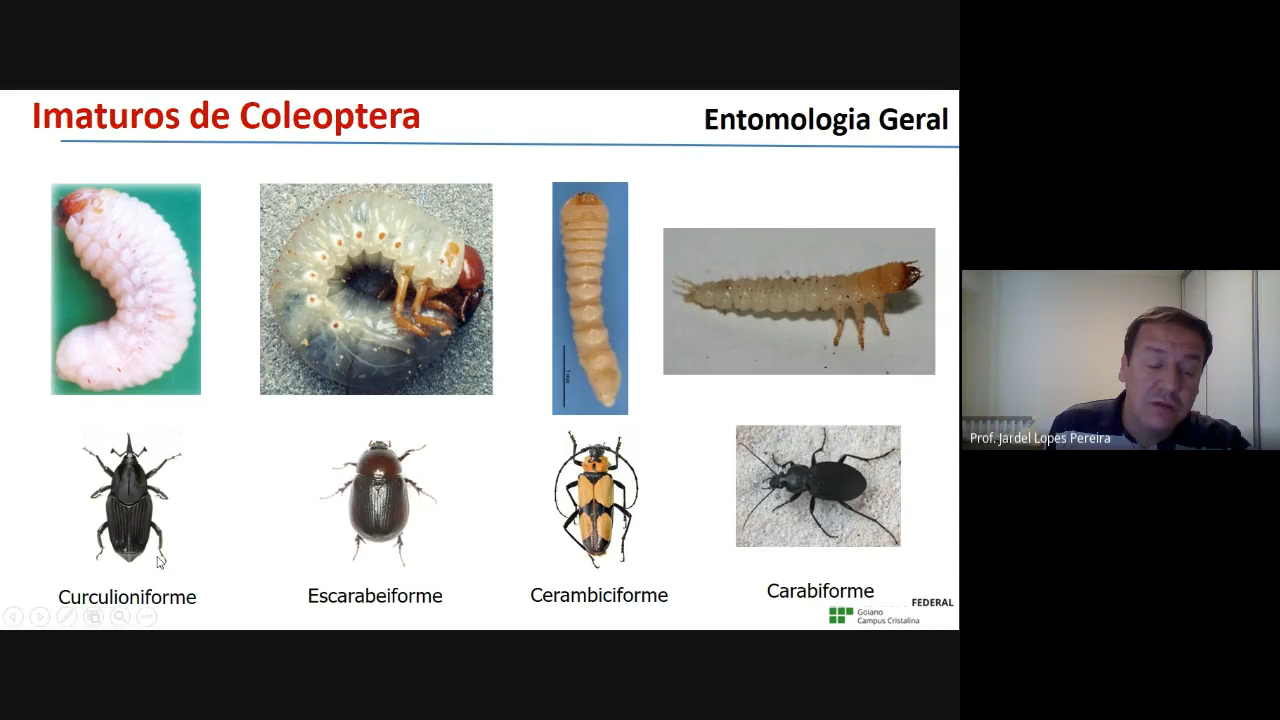 Imaturos de Coleoptera
Entomologia Geral
Prof. Jardel Lopes Pereira
Curculioniforme
Escarabeiforme
Cerambiciforme
Carabiforme
FEDERAL
Goiano
Campus Cristalina